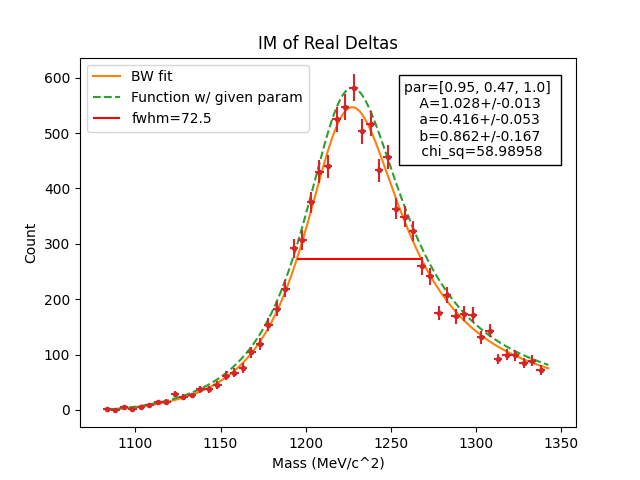 IM of Real Deltas
BW fit
Function w/ given param
fwhm=72.5
par=[0.95, 0.47, 1.0]
A=1.028+/-0.013
a=0.416+/-0.053
b=0.862+/-0.167
chi_sq=58.98958
Count
600
500
400
300
200
100
0
1100 1150 1200 1250 1300 1350
Mass (MeV/c^2)